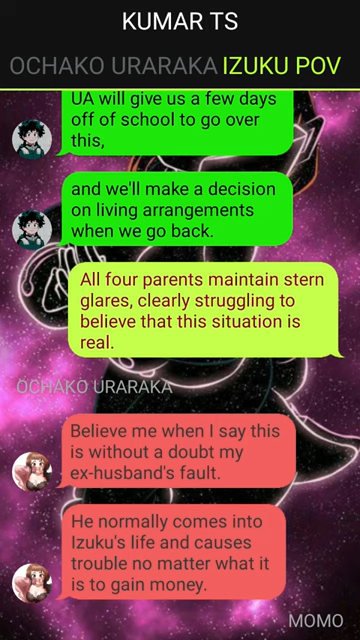 KUMAR TS
OCHAKO URARAKA IZUKU POV
UA will give us a few days
off of school to go over
this,
and we'll make a decision
on living arrangements
when we go back.
All four parents maintain stern
glares, clearly struggling to
believe that this situation is
real.
OCHAKO URARAKA
Believe me when I say this
is without a doubt my
ex-husband's fault.
He normally comes into
Izuku's life and causes
trouble no matter what it
is to gain money.
MOMO